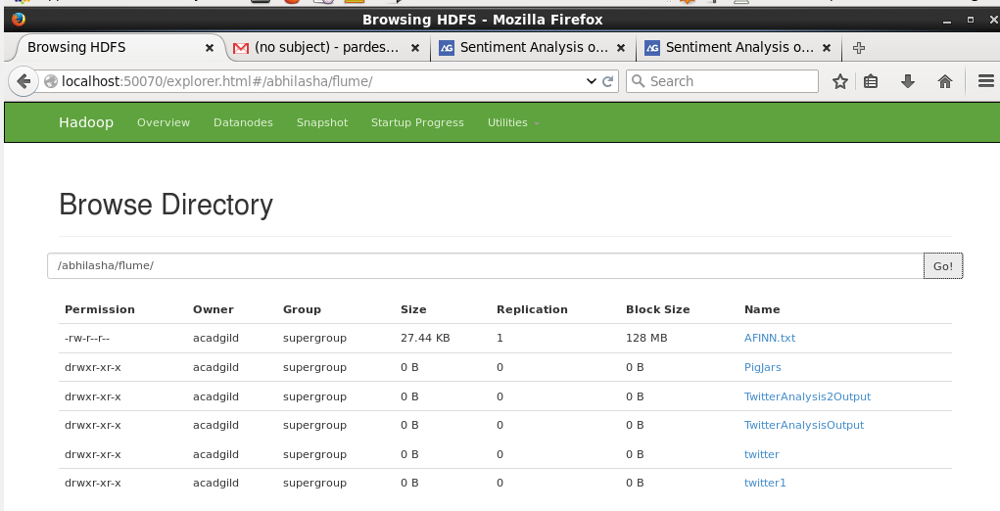 Browsing HDFS - Mozilla Firefox
Browsing HDFS × (no subject) - pardes... × Sentiment Analysis o... × Sentiment Analysis o... ×
localhost:50070/explorer.html#/abhilasha/flume/ Search
Hadoop Overview Datanodes Snapshot Startup Progress Utilities
Browse Directory
/abhilasha/flume/ Go!
Permission Owner Group Size Replication Block Size Name
-rw-r--r-- acadgild supergroup 27.44 KB 1 128 MB AFINN.txt
drwxr-xr-x acadgild supergroup 0 B 0 0 B PigJars
drwxr-xr-x acadgild supergroup 0 B 0 0 B TwitterAnalysis2Output
drwxr-xr-x acadgild supergroup 0 B 0 0 B TwitterAnalysisOutput
drwxr-xr-x acadgild supergroup 0 B 0 0 B twitter
drwxr-xr-x acadgild supergroup 0 B 0 0 B twitter1